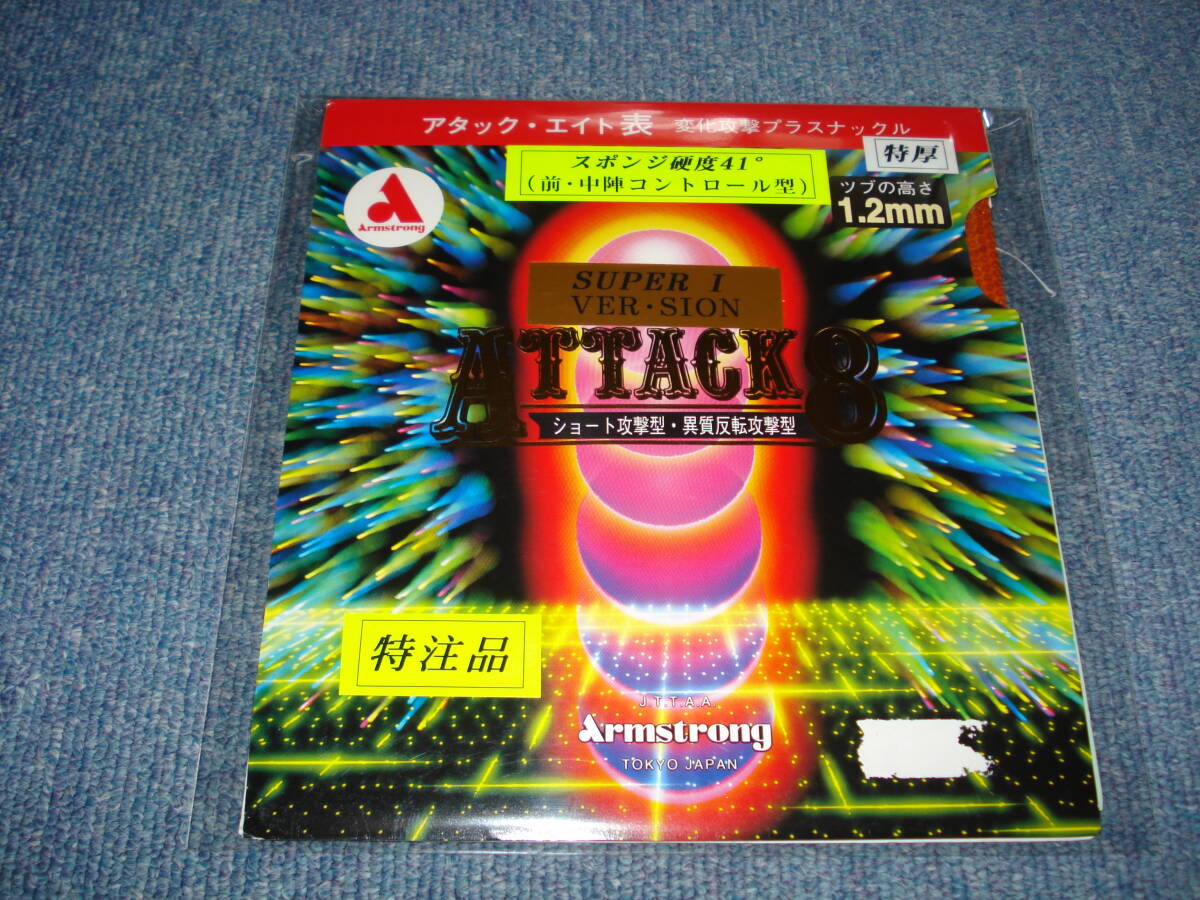 アタック・エイト表 変化攻撃プラスナックル
特厚
スポンジ硬度41°
(前・中陣コントロール型)
ツブの高さ
1.2mm
Armstrong
SUPER I
VER・SION
ATTACK8
ショート攻撃型・異質反転攻撃型
特注品
J.T.T.A.A.
Armstrong
TOKYO JAPAN